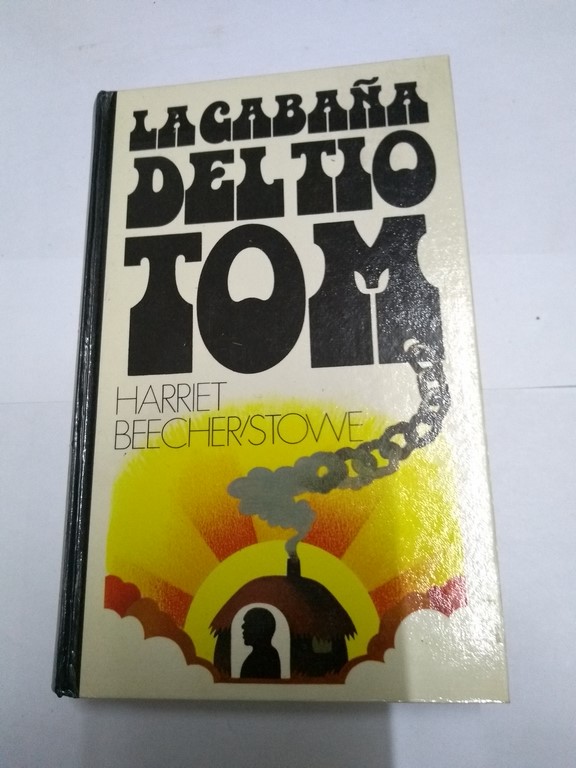 LA CABAÑA
DEL TIO
TOM
HARRIET
BEECHER/STOWE